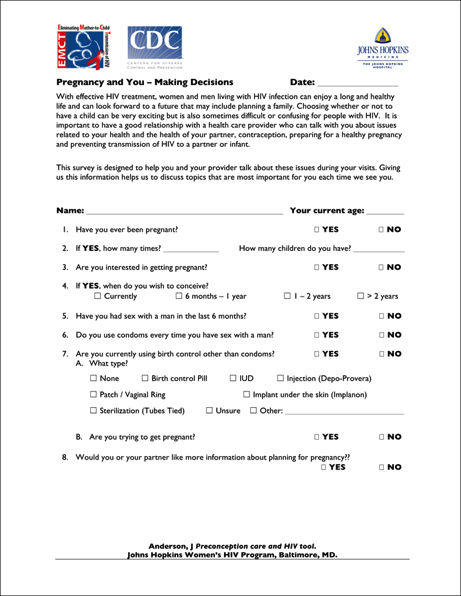 Eliminating Mother-to-Child
EMCT
Transmission of HIV
CDC
CENTERS FOR DISEASE
CONTROL AND PREVENTION
JOHNS HOPKINS
MEDICINE
THE JOHNS HOPKINS
HOSPITAL
Pregnancy and You – Making Decisions Date: _______________
With effective HIV treatment, women and men living with HIV infection can enjoy a long and healthy
life and can look forward to a future that may include planning a family. Choosing whether or not to
have a child can be very exciting but is also sometimes difficult or confusing for people with HIV. It is
important to have a good relationship with a health care provider who can talk with you about issues
related to your health and the health of your partner, contraception, preparing for a healthy pregnancy
and preventing transmission of HIV to a partner or infant.
This survey is designed to help you and your provider talk about these issues during your visits. Giving
us this information helps us to discuss topics that are most important for you each time we see you.
Name: _______________ Your current age: ________
1. Have you ever been pregnant? □ YES □ NO
2. If YES, how many times? ____________ How many children do you have? ___________
3. Are you interested in getting pregnant? □ YES □ NO
4. If YES, when do you wish to conceive?
□ Currently □ 6 months – 1 year □ 1 – 2 years □ > 2 years
5. Have you had sex with a man in the last 6 months? □ YES □ NO
6. Do you use condoms every time you have sex with a man? □ YES □ NO
7. Are you currently using birth control other than condoms? □ YES □ NO
A. What type?
□ None □ Birth control Pill □ IUD □ Injection (Depo-Provera)
□ Patch / Vaginal Ring □ Implant under the skin (Implanon)
□ Sterilization (Tubes Tied) □ Unsure □ Other: _______________
B. Are you trying to get pregnant? □ YES □ NO
8. Would you or your partner like more information about planning for pregnancy??
□ YES □ NO
Anderson, J Preconception care and HIV tool.
Johns Hopkins Women's HIV Program, Baltimore, MD.